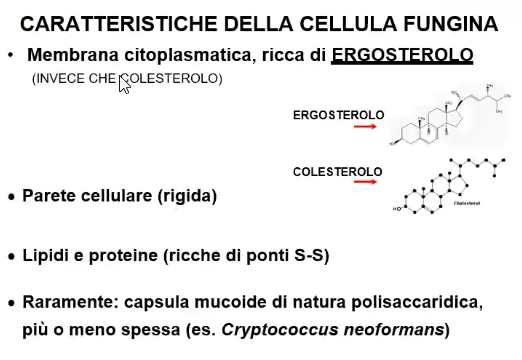 CARATTERISTICHE DELLA CELLULA FUNGINA
• Membrana citoplasmatica, ricca di ERGOSTEROLO
(INVECE CHE COLESTEROLO)
ERGOSTEROLO
COLESTEROLO
Cholesterol
HO
• Parete cellulare (rigida)
• Lipidi e proteine (ricche di ponti S-S)
• Raramente: capsula mucoide di natura polisaccaridica,
più o meno spessa (es. Cryptococcus neoformans)